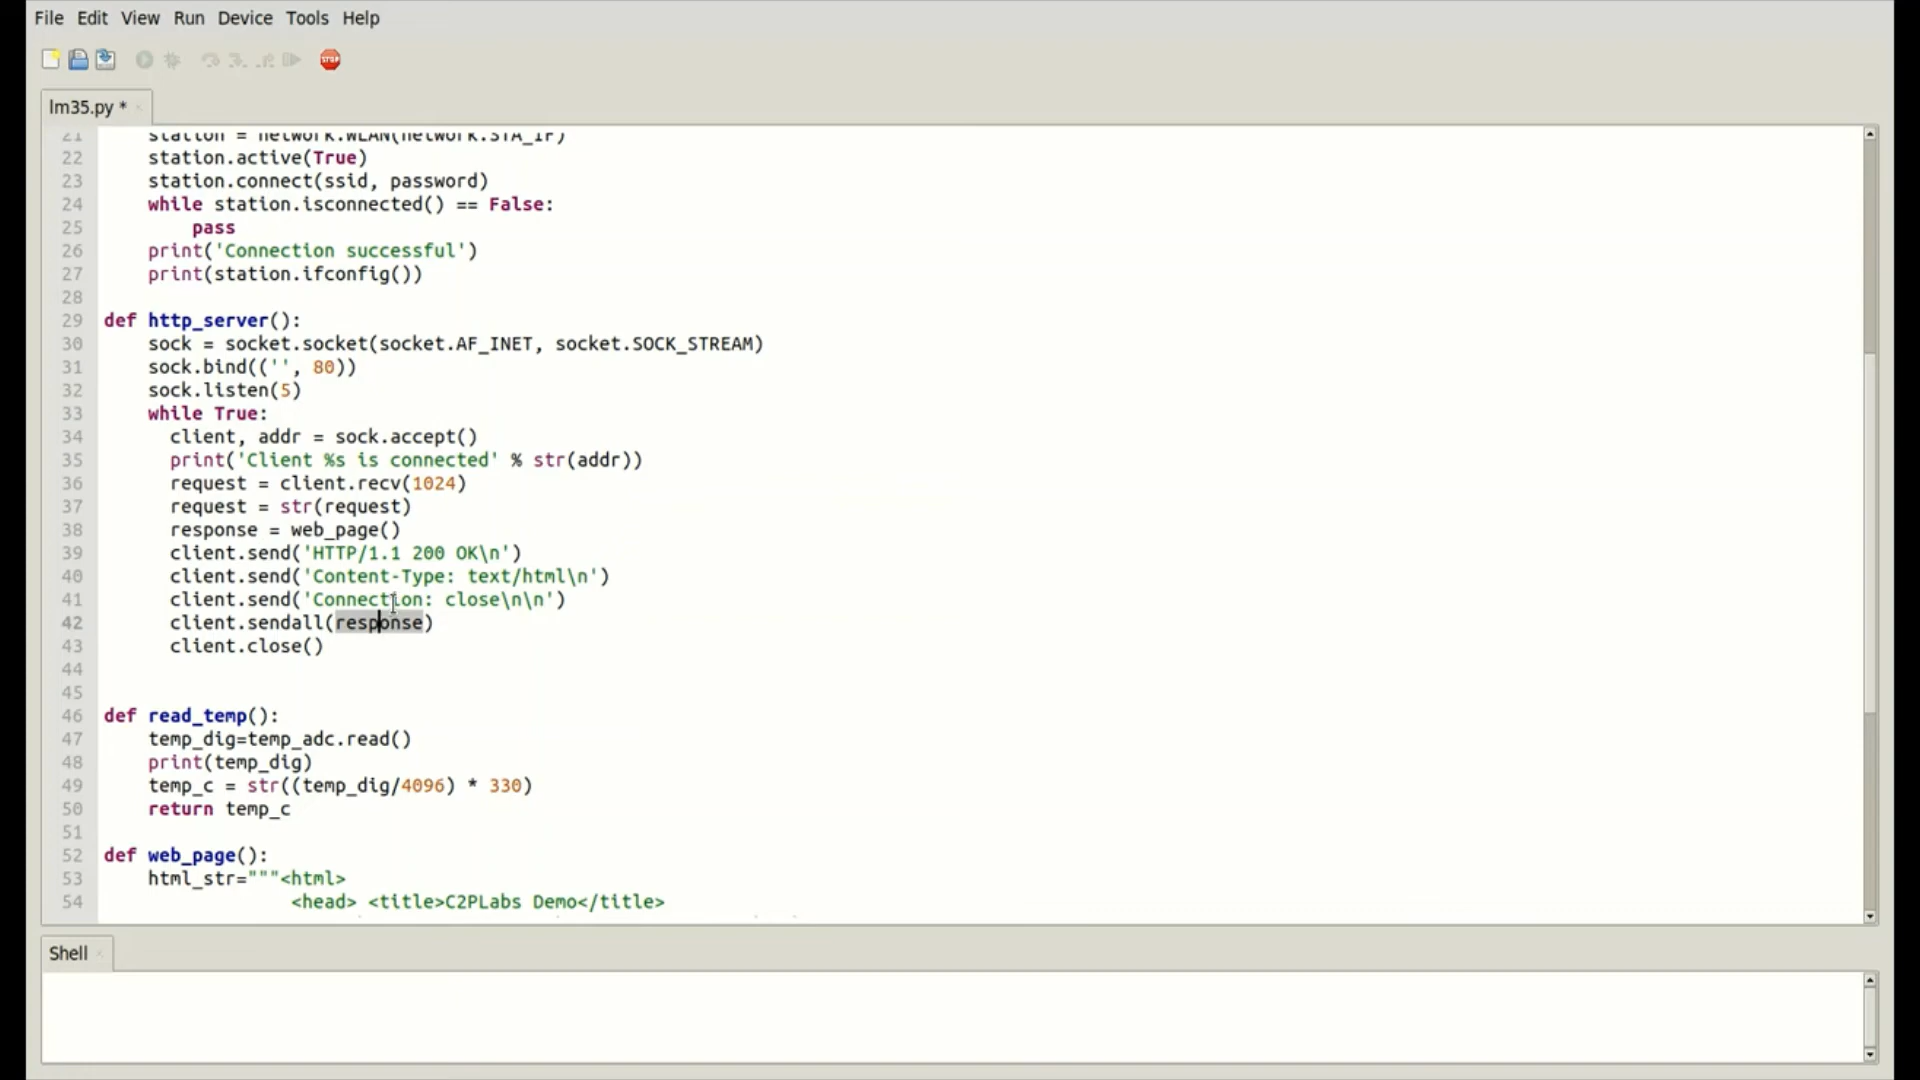 File Edit View Run Device Tools Help
STOP
lm35.py *
21 station = network.WLAN(network.STA_IF)
22 station.active(True)
23 station.connect(ssid, password)
24 while station.isconnected() == False:
25 pass
26 print('Connection successful')
27 print(station.ifconfig())
28
29 def http_server():
30 sock = socket.socket(socket.AF_INET, socket.SOCK_STREAM)
31 sock.bind(('', 80))
32 sock.listen(5)
33 while True:
34 client, addr = sock.accept()
35 print('Client %s is connected' % str(addr))
36 request = client.recv(1024)
37 request = str(request)
38 response = web_page()
39 client.send('HTTP/1.1 200 OK\n')
40 client.send('Content-Type: text/html\n')
41 client.send('Connection: close\n\n')
42 client.sendall(response)
43 client.close()
44
45
46 def read_temp():
47 temp_dig=temp_adc.read()
48 print(temp_dig)
49 temp_c = str((temp_dig/4096) * 330)
50 return temp_c
51
52 def web_page():
53 html_str="""<html>
54 <head> <title>C2PLabs Demo</title>
Shell